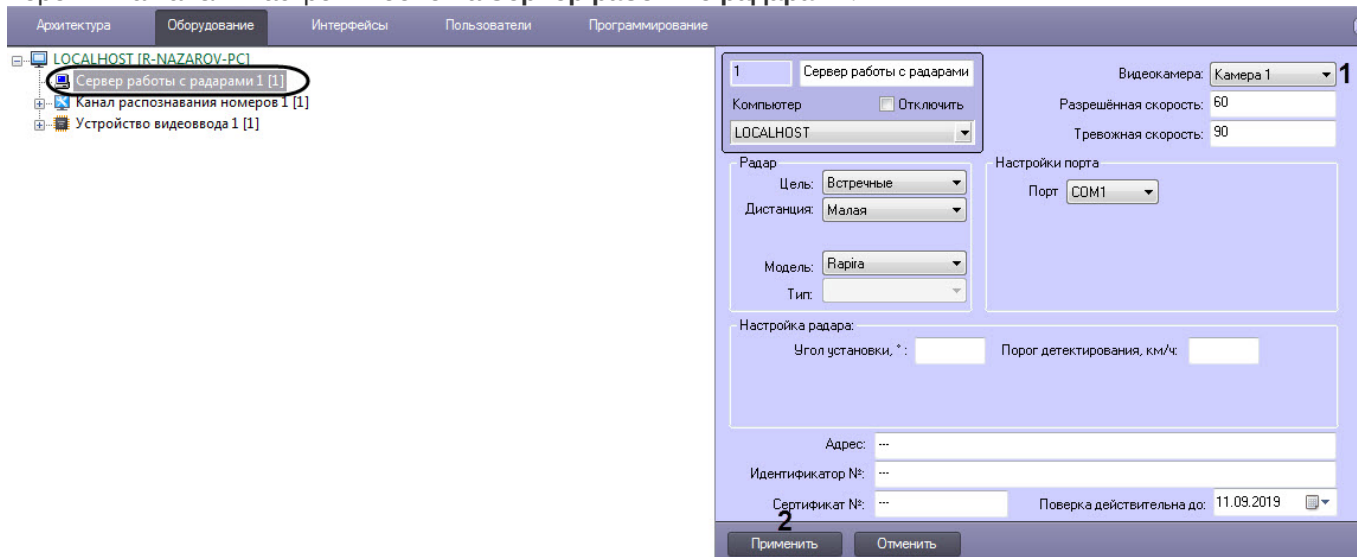 Архитектура Оборудование Интерфейсы Пользователи Программирование
LOCALHOST [R-NAZAROV-PC]
Сервер работы с радарами 1 [1]
Канал распознавания номеров 1 [1]
Устройство видеоввода 1 [1]
1 Сервер работы с радарами
Компьютер Отключить
LOCALHOST
Видеокамера: Камера 1 1
Разрешённая скорость: 60
Тревожная скорость: 90
Радар
Цель: Встречные
Дистанция: Малая
Модель: Rapira
Тип:
Настройки порта
Порт COM1
Настройка радара:
Угол установки, ° : Порог детектирования, км/ч:
Адрес: ---
Идентификатор №: ---
Сертификат №: --- Поверка действительна до: 11.09.2019
2
Применить Отменить